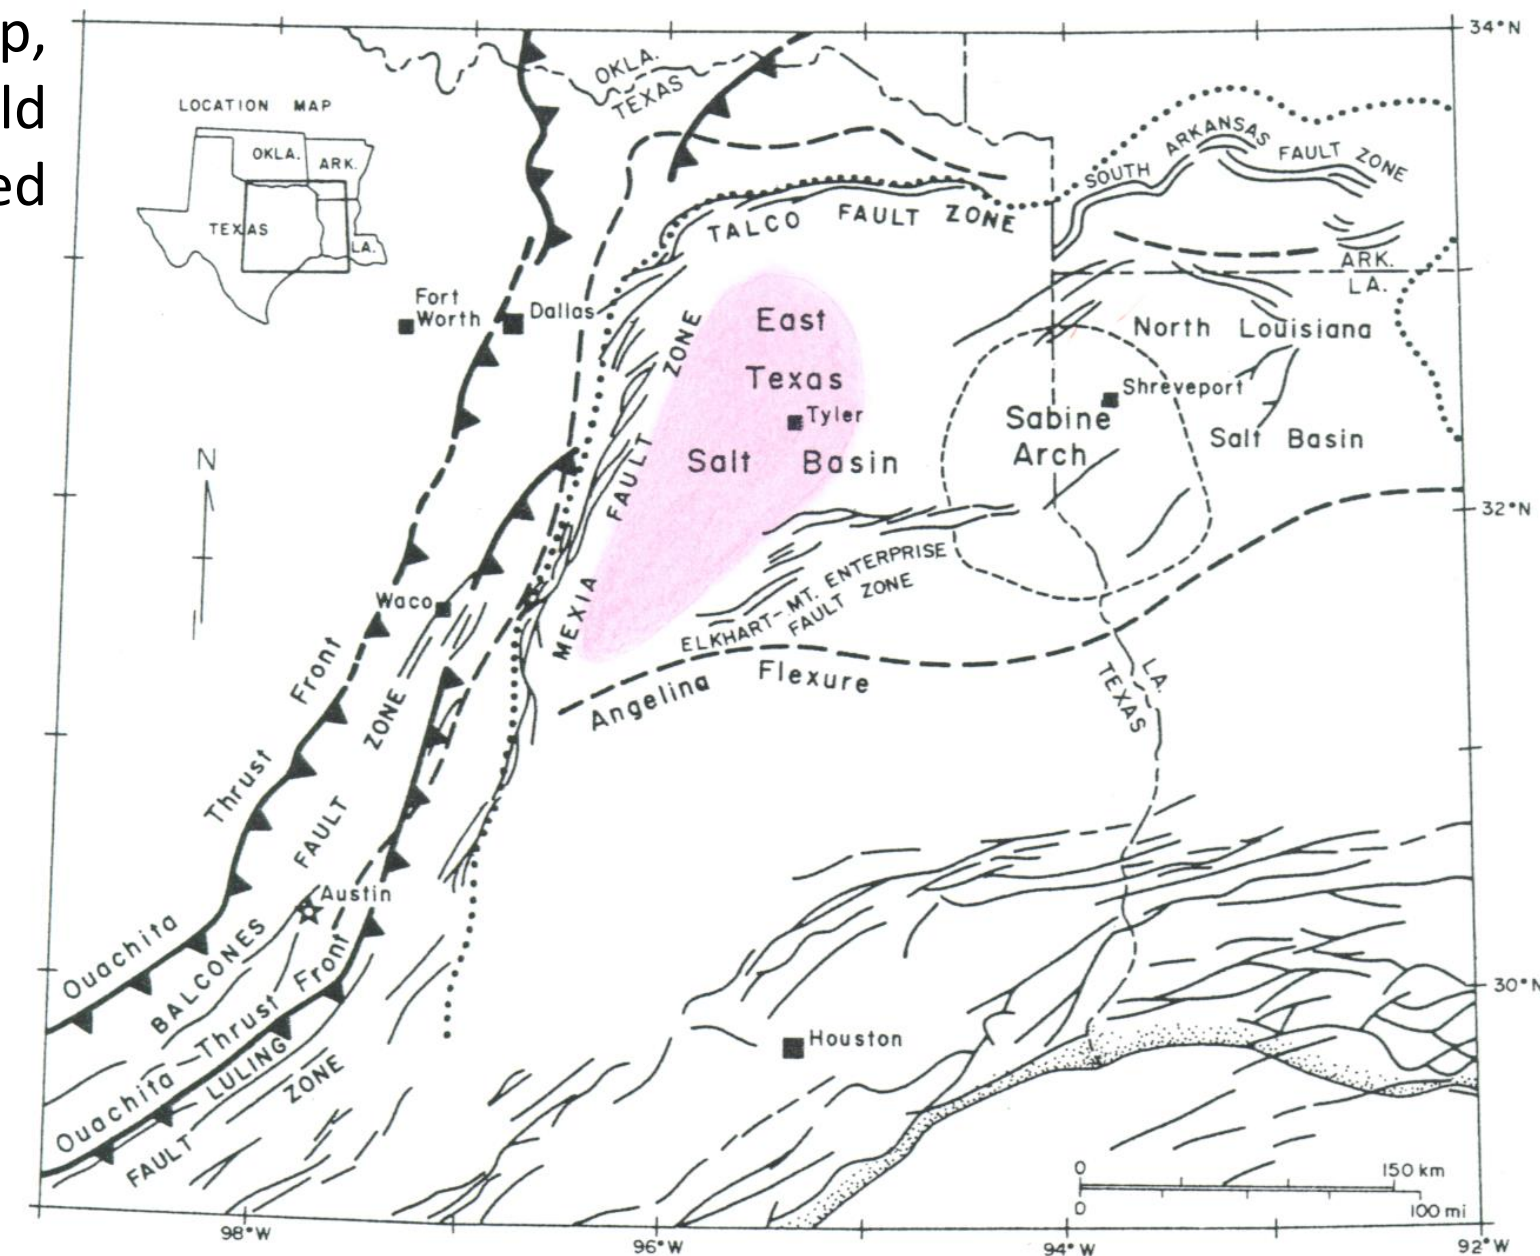 p,
ld
ed
34°N
OKLA.
TEXAS
LOCATION MAP
OKLA.
ARK.
TEXAS
LA.
SOUTH ARKANSAS FAULT ZONE
TALCO FAULT ZONE
ARK.
LA.
Fort
Worth
Dallas
East
Texas
Tyler
Salt Basin
North Louisiana
Shreveport
Sabine
Arch
Salt Basin
N
MEXIA FAULT ZONE
32°N
ELKHART-MT. ENTERPRISE
FAULT ZONE
Waco
Angelina Flexure
LA.
TEXAS
Ouachita Thrust Front
BALCONES FAULT ZONE
Austin
Ouachita Thrust Front
LULING
FAULT ZONE
30°N
Houston
0 150 km
0 100 mi
98°W
96°W
94°W
92°W